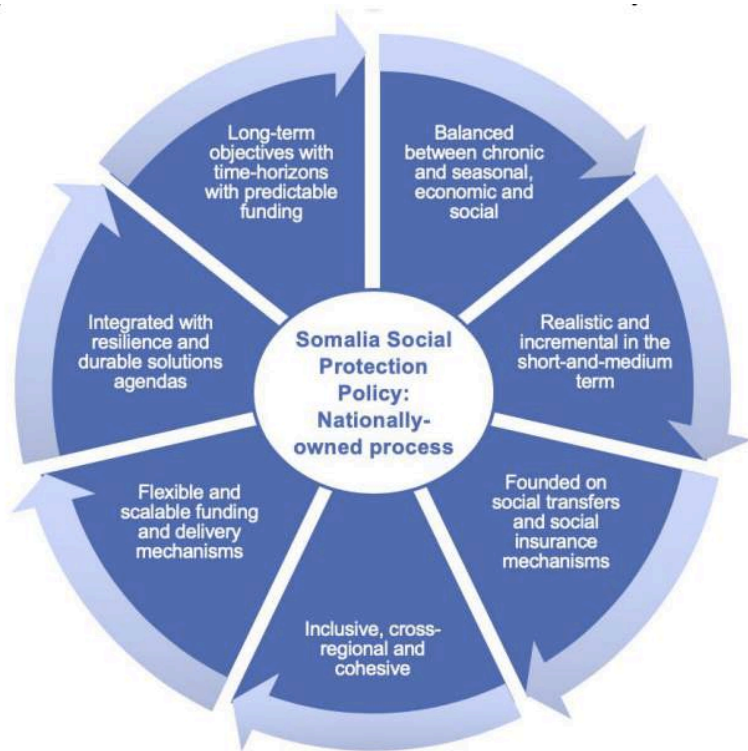 Somalia Social
Protection
Policy:
Nationally-
owned process
Balanced
between chronic
and seasonal,
economic and
social
Realistic and
incremental in the
short-and-medium
term
Founded on
social transfers
and social
insurance
mechanisms
Inclusive, cross-
regional and
cohesive
Flexible and
scalable funding
and delivery
mechanisms
Integrated with
resilience and
durable solutions
agendas
Long-term
objectives with
time-horizons
with predictable
funding